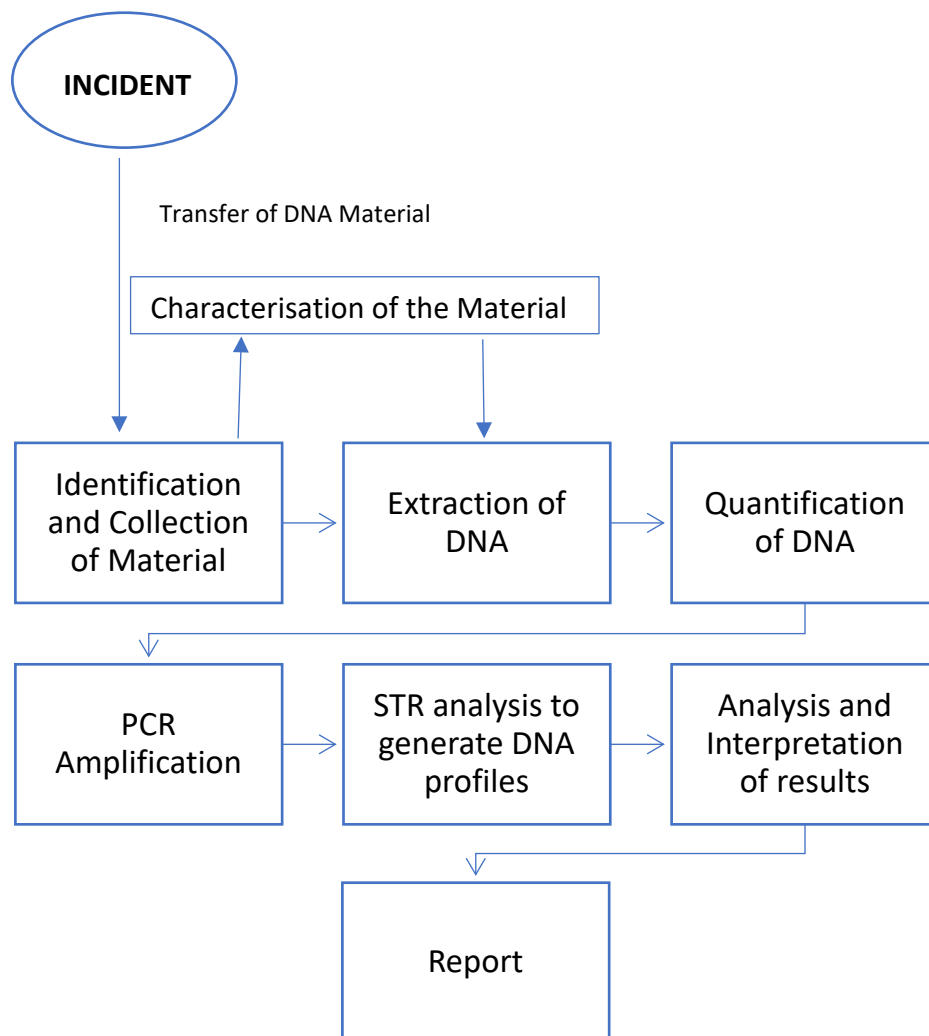 INCIDENT
Transfer of DNA Material
Characterisation of the Material
Identification
and Collection
of Material
Extraction of
DNA
Quantification
of DNA
PCR
Amplification
STR analysis to
generate DNA
profiles
Analysis and
Interpretation
of results
Report